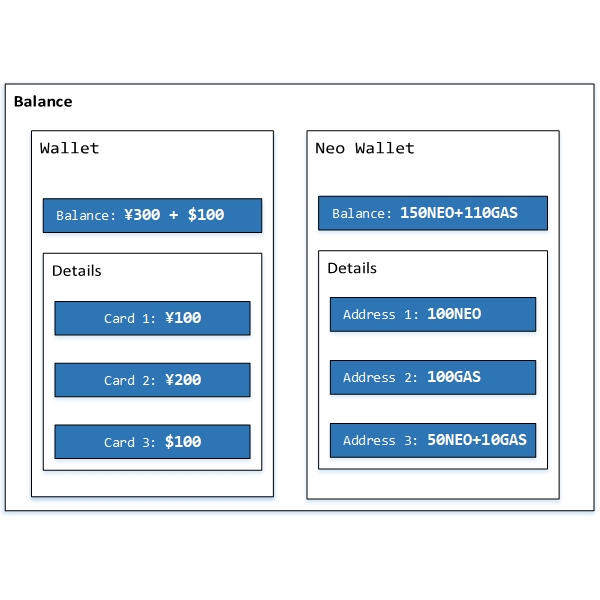 Balance
Wallet
Balance: ¥300 + $100
Details
Card 1: ¥100
Card 2: ¥200
Card 3: $100
Neo Wallet
Balance: 150NEO+110GAS
Details
Address 1: 100NEO
Address 2: 100GAS
Address 3: 50NEO+10GAS